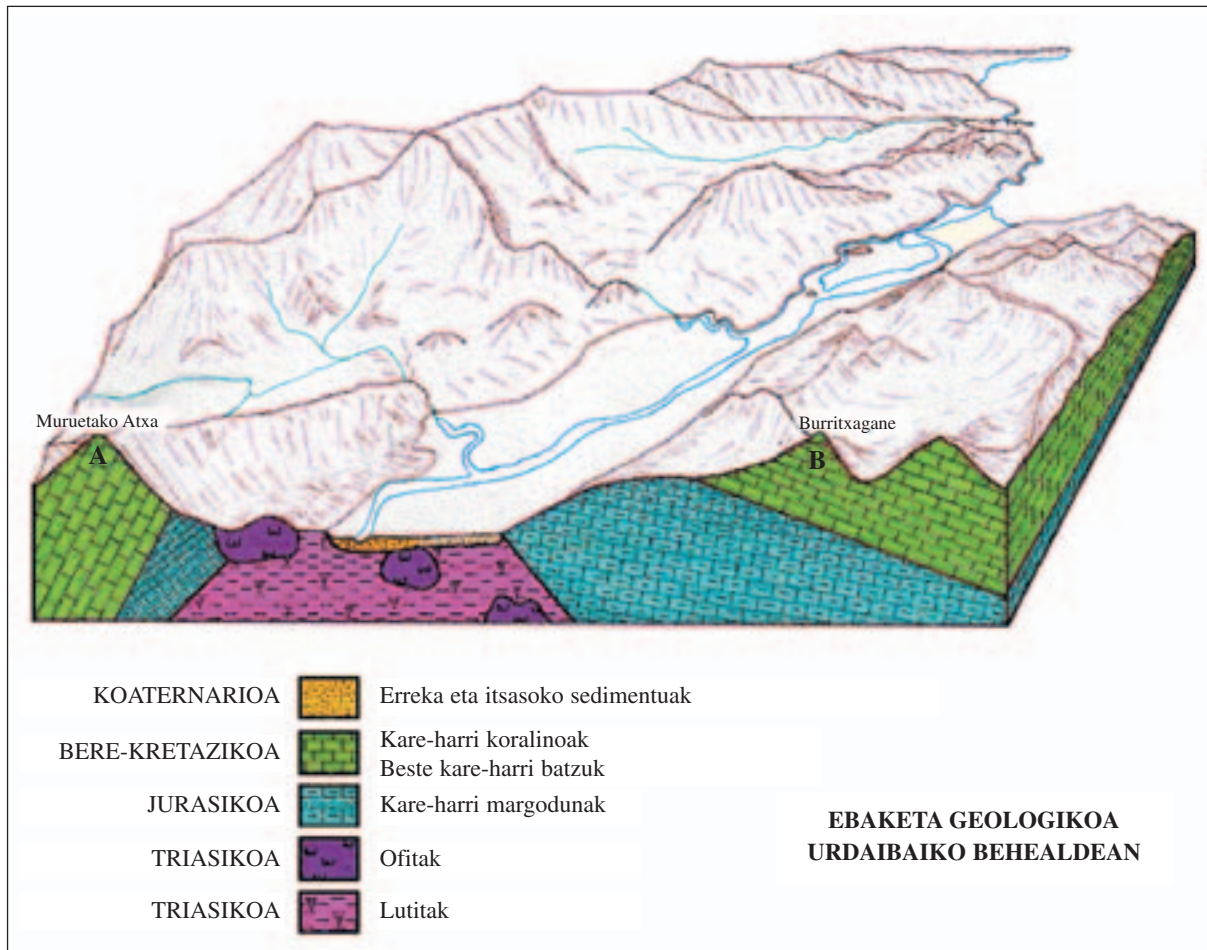 Muruetako Atxa
A
Burritxagane
B
KOATERNARIOA Erreka eta itsasoko sedimentuak
BERE-KRETAZIKOA Kare-harri koralinoak
Beste kare-harri batzuk
JURASIKOA Kare-harri margodunak
TRIASIKOA Ofitak
TRIASIKOA Lutitak
EBAKETA GEOLOGIKOA
URDAIBAIKO BEHEALDEAN